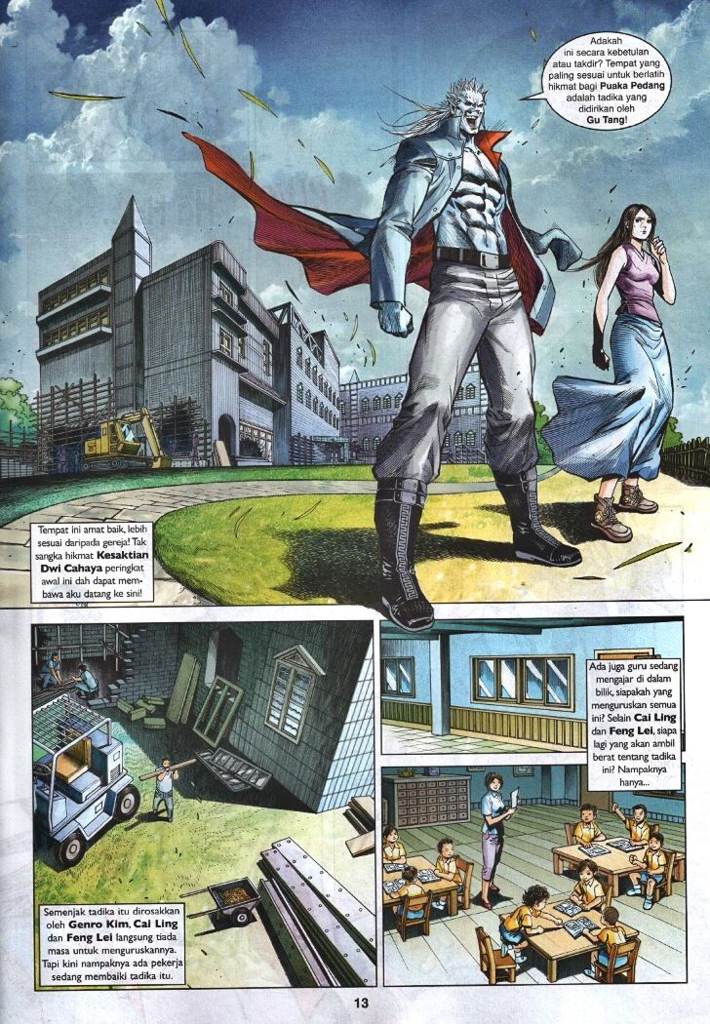 Adakah
ini secara kebetulan
atau takdir? Tempat yang
paling sesuai untuk berlatih
hikmat bagi Puaka Pedang
adalah tadika yang
didirikan oleh
Gu Tang!
Tempat ini amat baik, lebih
sesuai daripada gereja! Tak
sangka hikmat Kesaktian
Dwi Cahaya peringkat
awal ini dah dapat mem-
bawa aku datang ke sini!
Semenjak tadika itu dirosakkan
oleh Genro Kim, Cai Ling
dan Feng Lei langsung tiada
masa untuk menguruskannya.
Tapi kini nampaknya ada pekerja
sedang membaiki tadika itu.
Ada juga guru sedang
mengajar di dalam
bilik, siapakah yang
menguruskan semua
ini? Selain Cai Ling
dan Feng Lei, siapa
lagi yang akan ambil
berat tentang tadika
ini? Nampaknya
hanya...
13